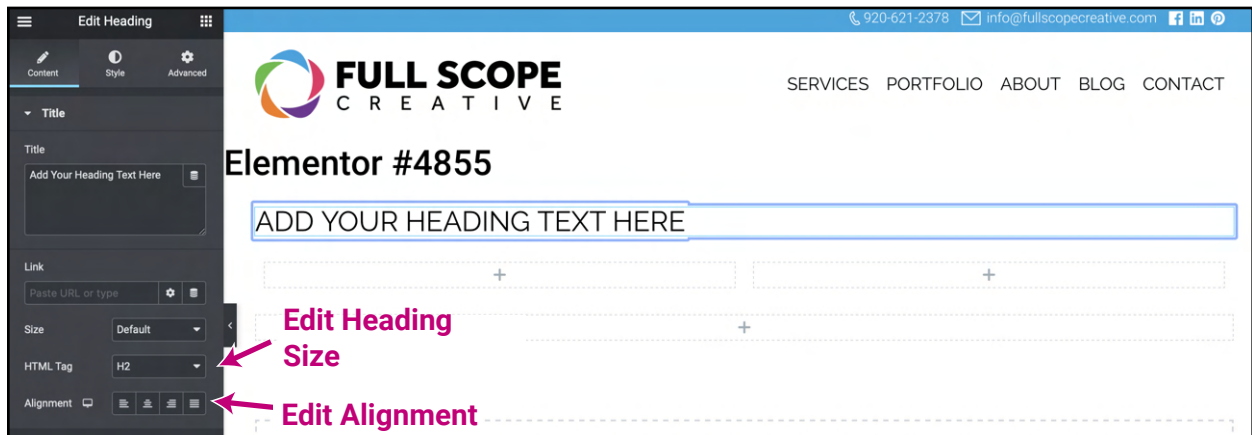 Edit Heading
920-621-2378 info@fullscopecreative.com
Content Style Advanced
FULL SCOPE
CREATIVE
SERVICES PORTFOLIO ABOUT BLOG CONTACT
Title
Title
Add Your Heading Text Here
Elementor #4855
ADD YOUR HEADING TEXT HERE
Link
Paste URL or type
Size Default
HTML Tag H2
Alignment
Edit Heading
Size
Edit Alignment